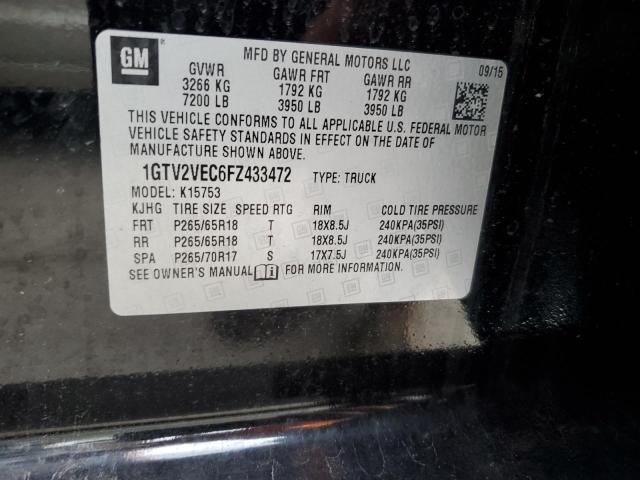 GM
MFD BY GENERAL MOTORS LLC
09/15
GVWR GAWR FRT GAWR RR
3266 KG 1792 KG 1792 KG
7200 LB 3950 LB 3950 LB
THIS VEHICLE CONFORMS TO ALL APPLICABLE U.S. FEDERAL MOTOR
VEHICLE SAFETY STANDARDS IN EFFECT ON THE DATE OF
MANUFACTURE SHOWN ABOVE.
1GTV2VEC6FZ433472 TYPE: TRUCK
MODEL: K15753
KJHG TIRE SIZE SPEED RTG RIM COLD TIRE PRESSURE
FRT P265/65R18 T 18X8.5J 240KPA(35PSI)
RR P265/65R18 T 18X8.5J 240KPA(35PSI)
SPA P265/70R17 S 17X7.5J 240KPA(35PSI)
SEE OWNER'S MANUAL FOR MORE INFORMATION.